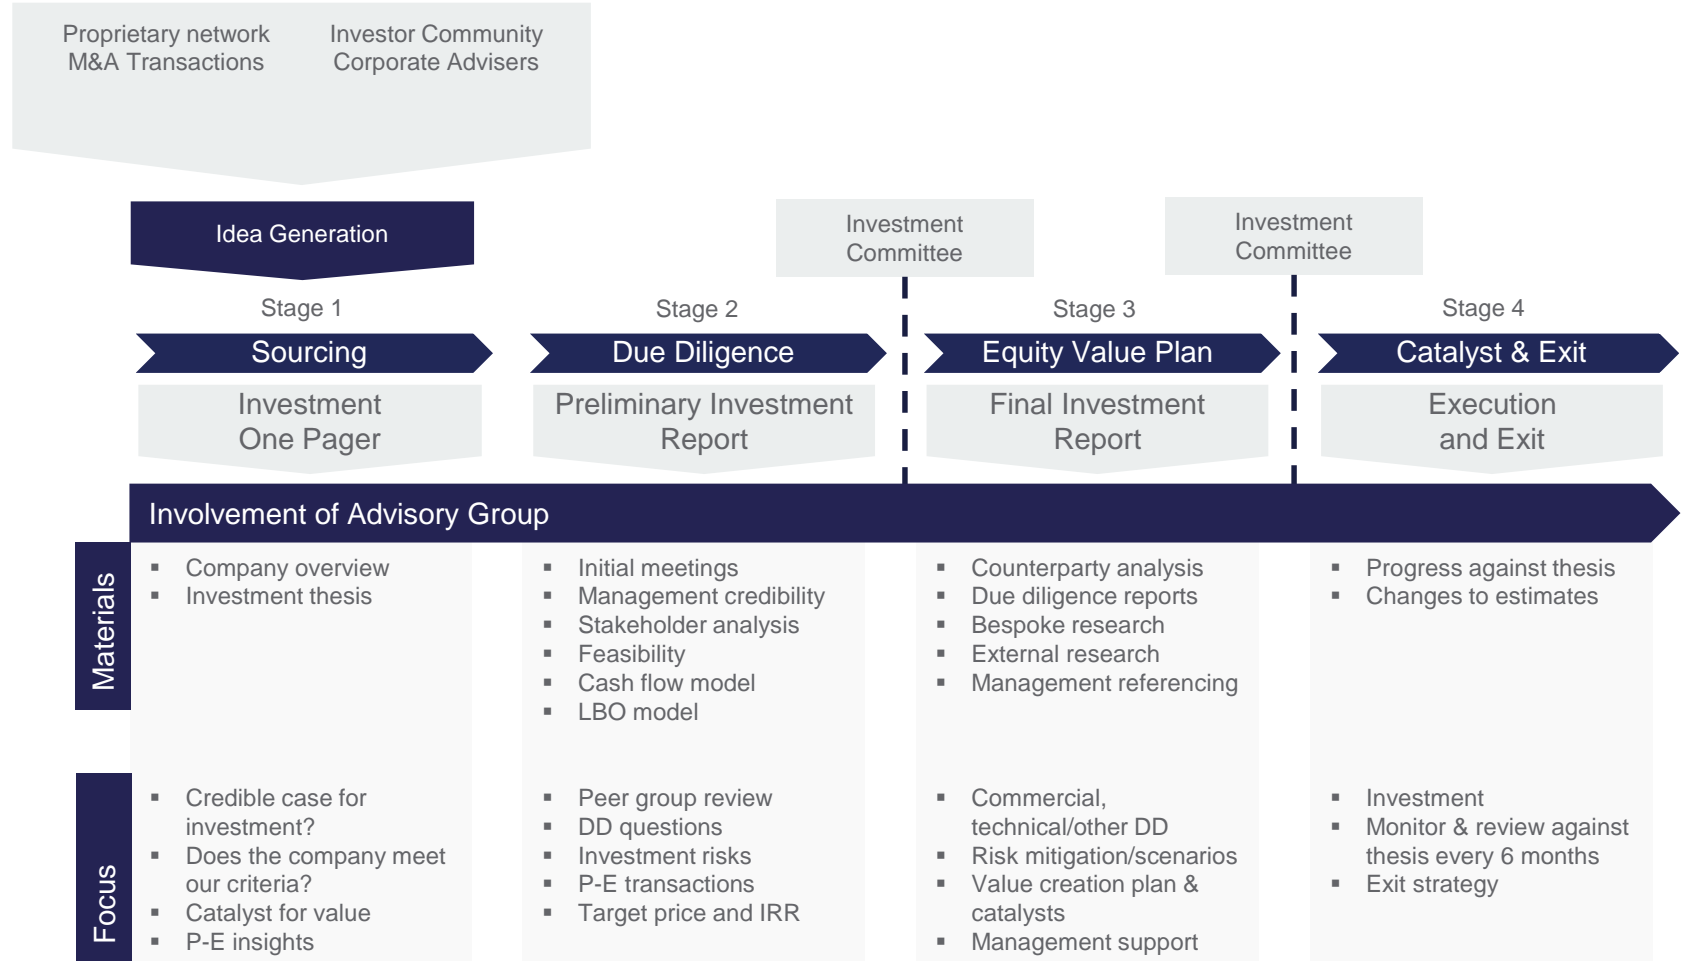 Proprietary network
M&A Transactions
Investor Community
Corporate Advisers
Idea Generation
Investment
Committee
Investment
Committee
Stage 1
Stage 2
Stage 3
Stage 4
Sourcing
Due Diligence
Equity Value Plan
Catalyst & Exit
Investment
One Pager
Preliminary Investment
Report
Final Investment
Report
Execution
and Exit
Involvement of Advisory Group
Materials
▪ Company overview
▪ Investment thesis
▪ Initial meetings
▪ Management credibility
▪ Stakeholder analysis
▪ Feasibility
▪ Cash flow model
▪ LBO model
▪ Counterparty analysis
▪ Due diligence reports
▪ Bespoke research
▪ External research
▪ Management referencing
▪ Progress against thesis
▪ Changes to estimates
Focus
▪ Credible case for
investment?
▪ Does the company meet
our criteria?
▪ Catalyst for value
▪ P-E insights
▪ Peer group review
▪ DD questions
▪ Investment risks
▪ P-E transactions
▪ Target price and IRR
▪ Commercial,
technical/other DD
▪ Risk mitigation/scenarios
▪ Value creation plan &
catalysts
▪ Management support
▪ Investment
▪ Monitor & review against
thesis every 6 months
▪ Exit strategy